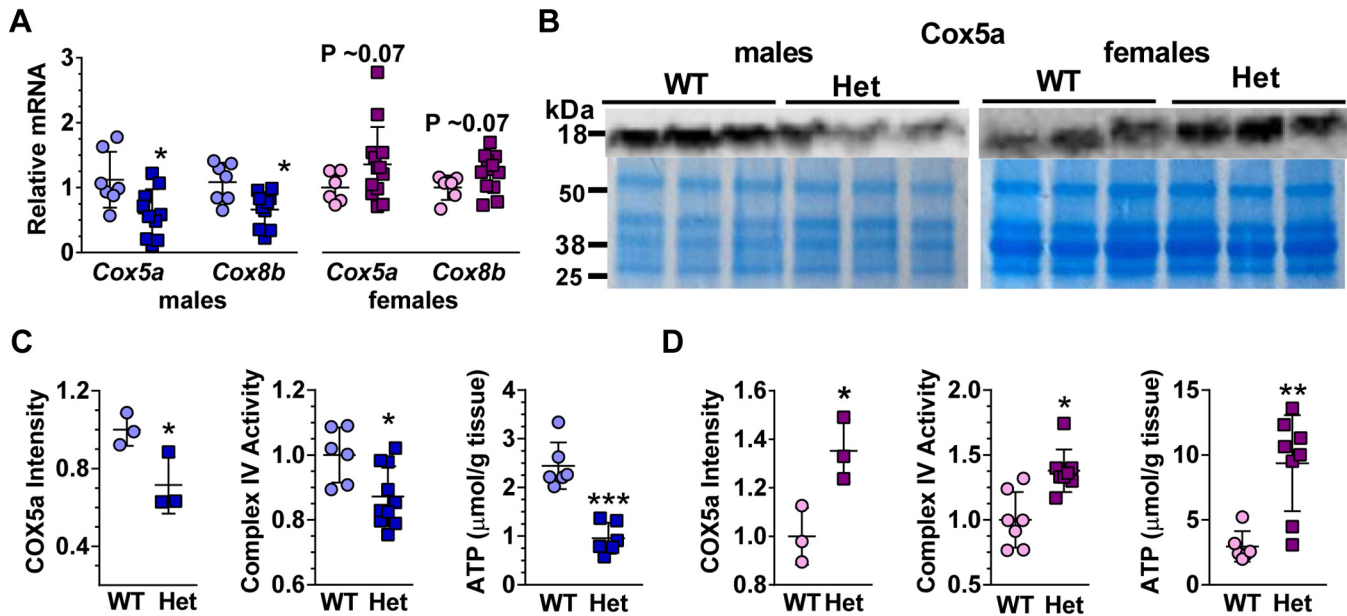 A
Relative mRNA
3
2
1
0
P ~0.07
P ~0.07
*
*
Cox5a
Cox8b
Cox5a
Cox8b
males
females
B
Cox5a
males
females
WT
Het
WT
Het
kDa
18
50
38
25
C
COX5a Intensity
1.2
0.8
0.4
*
WT Het
Complex IV Activity
1.2
1.0
0.8
0.6
*
WT Het
ATP (μmol/g tissue)
4
3
2
1
0
***
WT Het
D
COX5a Intensity
1.6
1.4
1.2
1.0
0.8
*
WT Het
Complex IV Activity
2.0
1.5
1.0
0.5
*
WT Het
ATP (μmol/g tissue)
15
10
5
0
**
WT Het